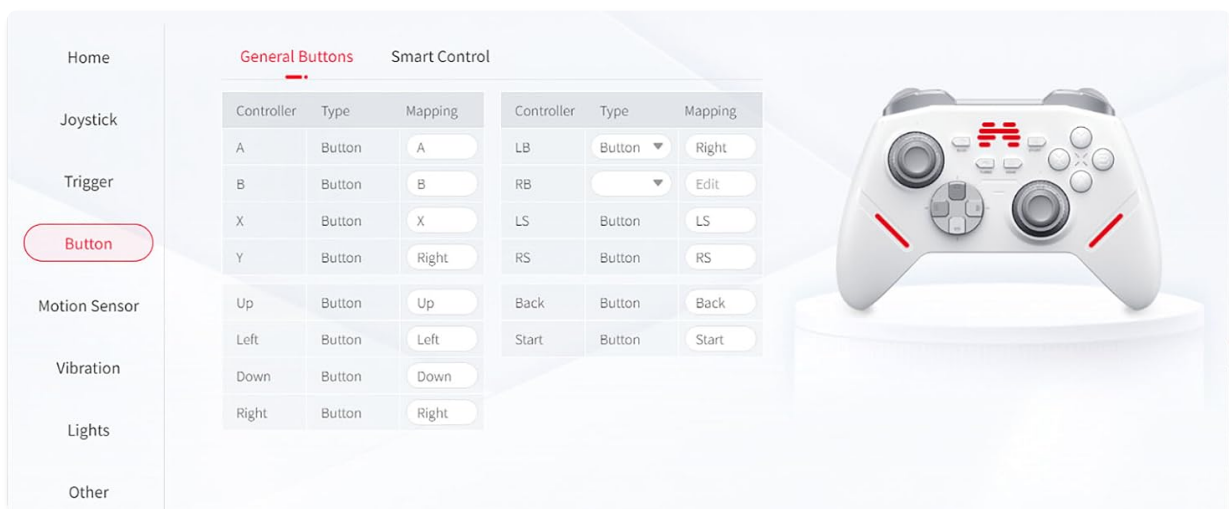 Home
Joystick
Trigger
Button
Motion Sensor
Vibration
Lights
Other
General Buttons Smart Control
Controller Type Mapping
A Button A
B Button B
X Button X
Y Button Right
Up Button Up
Left Button Left
Down Button Down
Right Button Right
Controller Type Mapping
LB Button Right
RB Edit
LS Button LS
RS Button RS
Back Button Back
Start Button Start